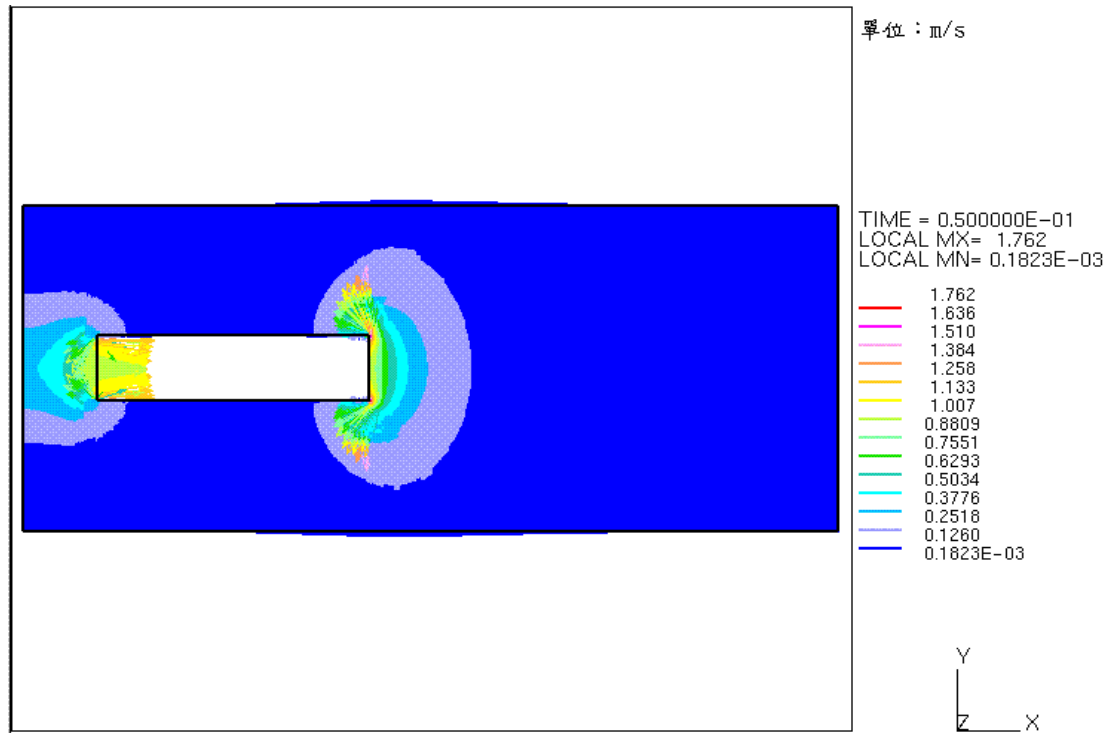 單位：m/s
TIME = 0.500000E-01
LOCAL MX= 1.762
LOCAL MN= 0.1823E-03
1.762
1.636
1.510
1.384
1.258
1.133
1.007
0.8809
0.7551
0.6293
0.5034
0.3776
0.2518
0.1260
0.1823E-03
Y
Z X